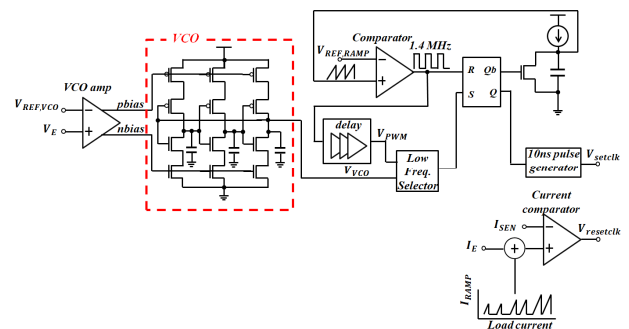 VCO
VCO amp
V_REF,VCO
V_E
pbias
nbias
Comparator
V_REF,RAMP
1.4 MHz
R Qb
S Q
delay
V_PWM
V_VCO
Low
Freq.
Selector
10ns pulse
generator
V_setclk
Current
comparator
I_SEN
I_E
V_resetclk
I_RAMP
Load current